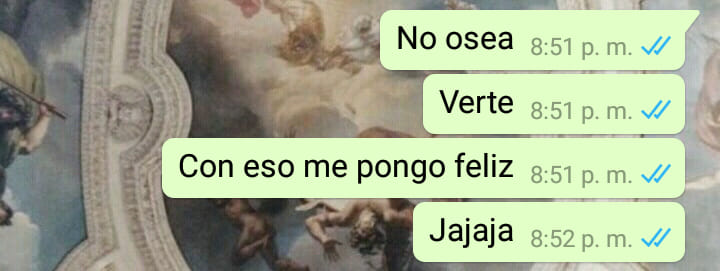 No osea 8:51 p. m.
Verte 8:51 p. m.
Con eso me pongo feliz 8:51 p. m.
Jajaja 8:52 p. m.